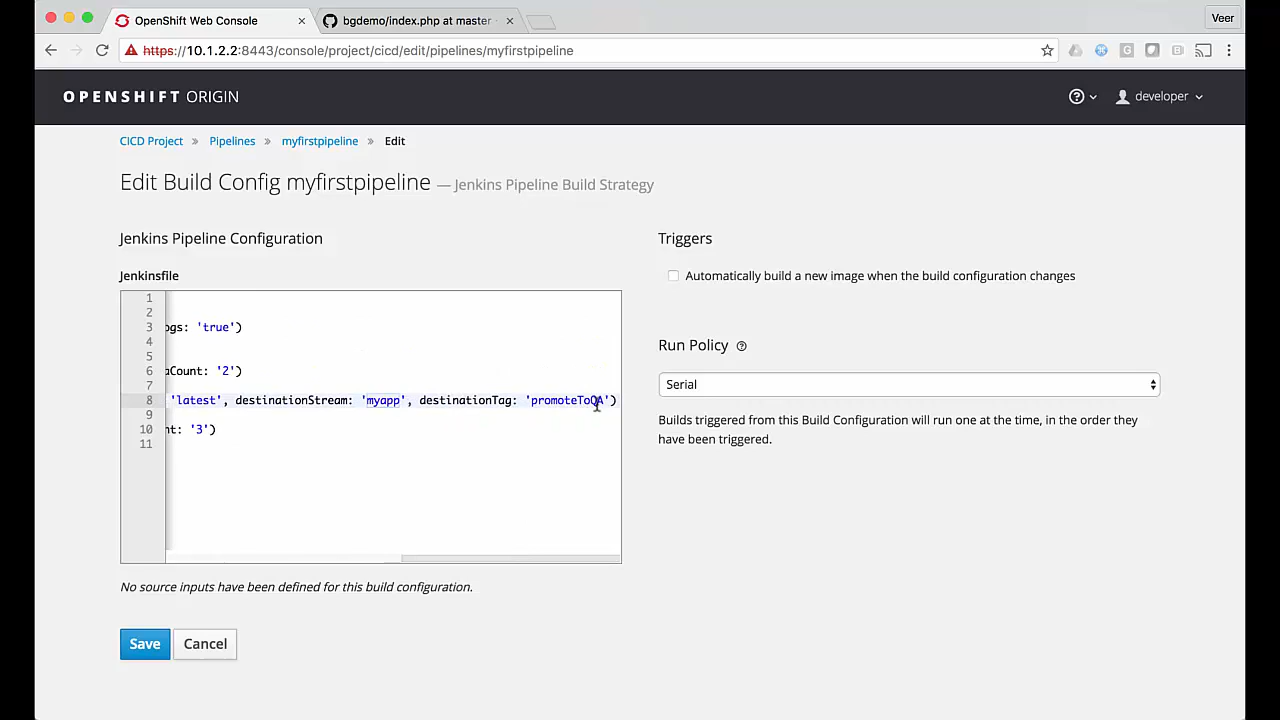 OpenShift Web Console
bgdemo/index.php at master
Veer
https://10.1.2.2:8443/console/project/cicd/edit/pipelines/myfirstpipeline
OPENSHIFT ORIGIN
developer
CICD Project » Pipelines » myfirstpipeline » Edit
Edit Build Config myfirstpipeline — Jenkins Pipeline Build Strategy
Jenkins Pipeline Configuration
Jenkinsfile
1
2
3 ogs: 'true')
4
5
6 aCount: '2')
7
8 'latest', destinationStream: 'myapp', destinationTag: 'promoteToQA')
9
10 nt: '3')
11
No source inputs have been defined for this build configuration.
Save
Cancel
Triggers
Automatically build a new image when the build configuration changes
Run Policy
Serial
Builds triggered from this Build Configuration will run one at the time, in the order they
have been triggered.